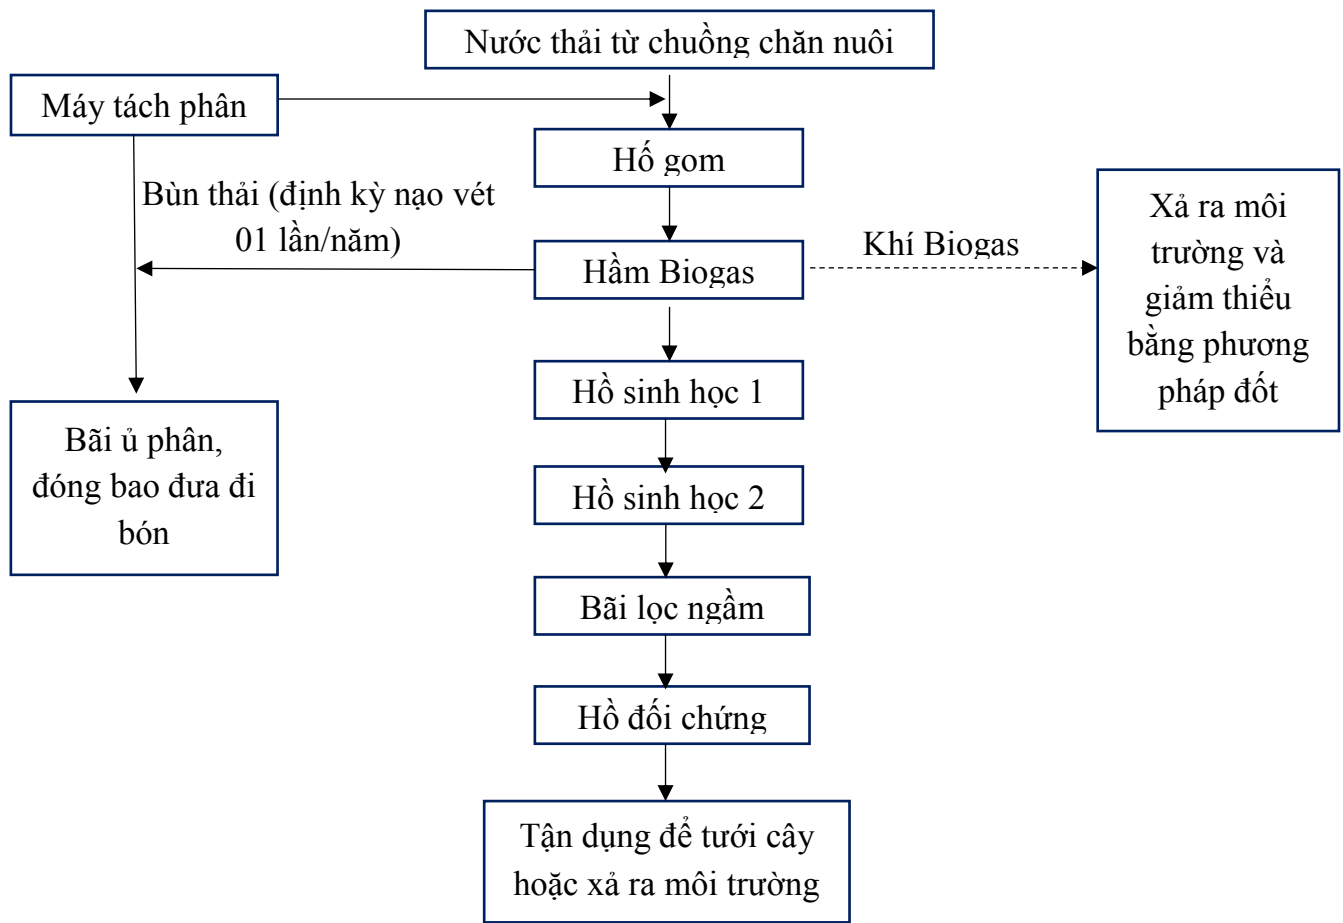 Nước thải từ chuồng chăn nuôi
Máy tách phân
Hố gom
Bùn thải (định kỳ nạo vét
01 lần/năm)
Hầm Biogas
Khí Biogas
Xả ra môi
trường và
giảm thiểu
bằng phương
pháp đốt
Hồ sinh học 1
Bãi ủ phân,
đóng bao đưa đi
bón
Hồ sinh học 2
Bãi lọc ngầm
Hồ đối chứng
Tận dụng để tưới cây
hoặc xả ra môi trường